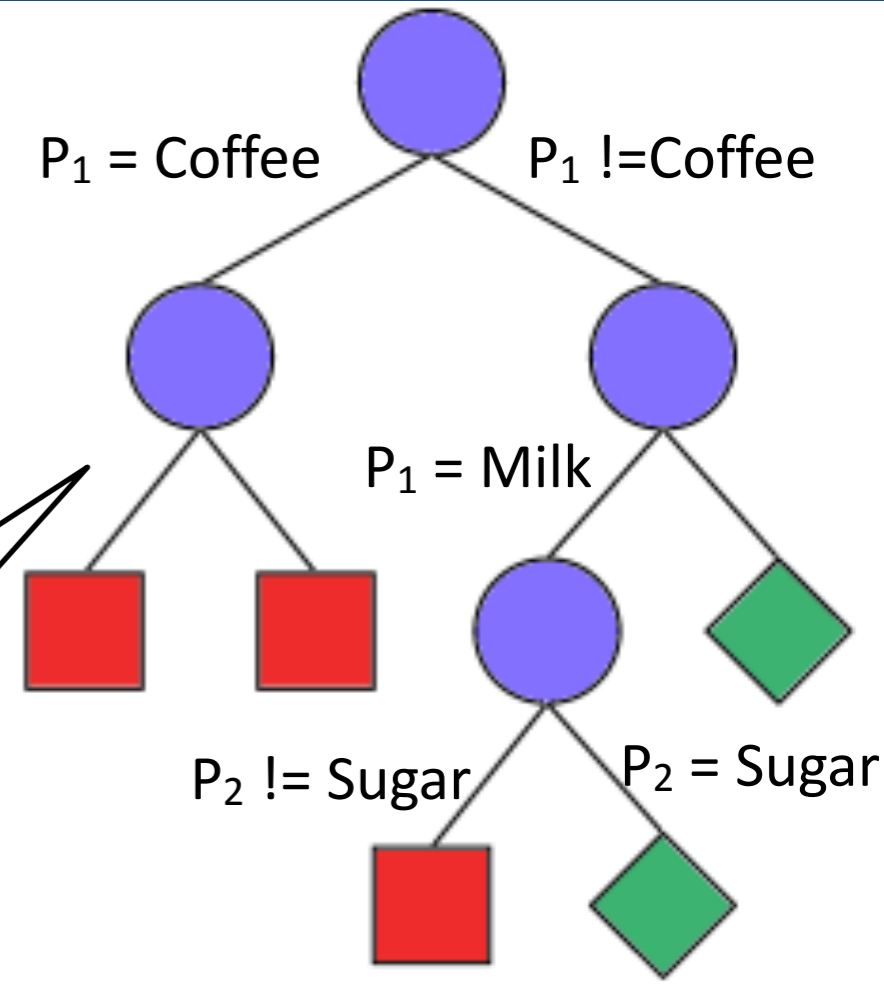 P₁ = Coffee
P₁ !=Coffee
P₁ = Milk
P₂ != Sugar
P₂ = Sugar